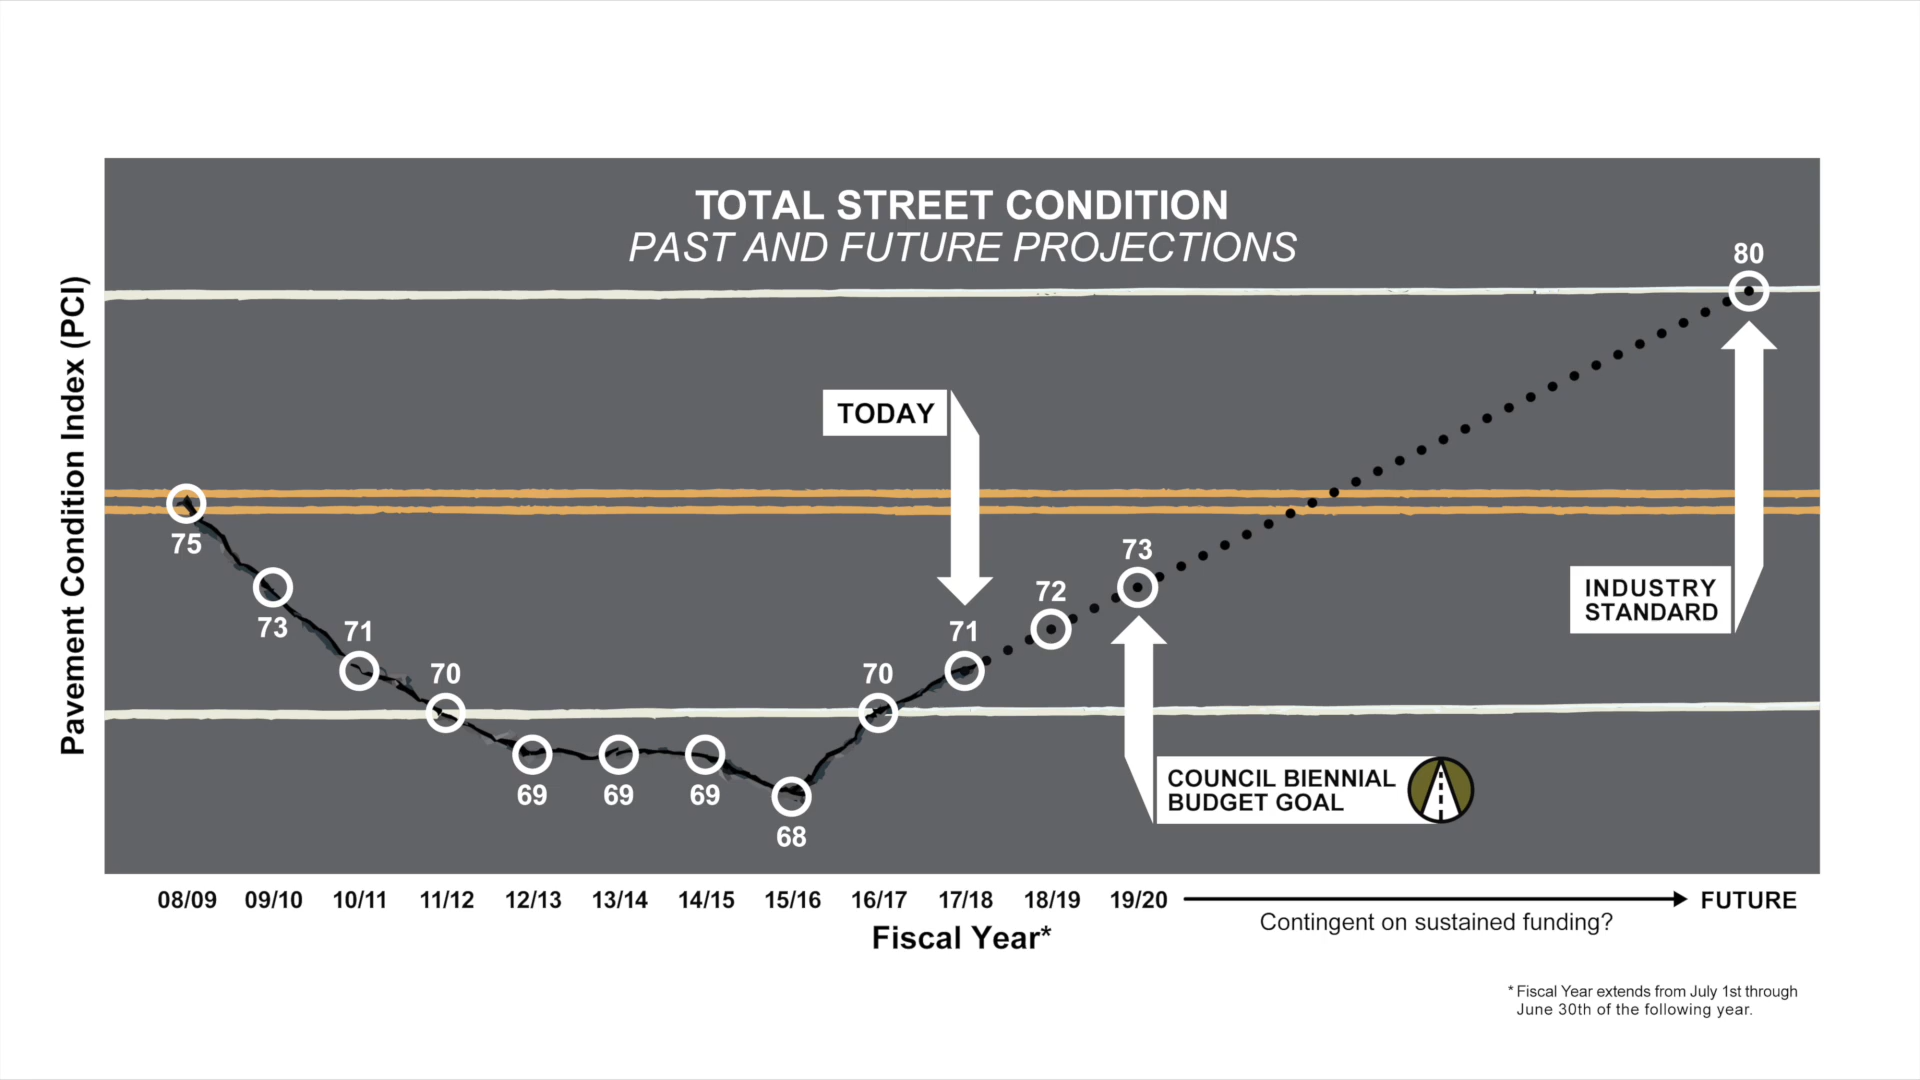 TOTAL STREET CONDITION
PAST AND FUTURE PROJECTIONS
80
Pavement Condition Index (PCI)
TODAY
75
73
71
70
69
69
69
68
70
71
72
73
INDUSTRY
STANDARD
COUNCIL BIENNIAL
BUDGET GOAL
08/09 09/10 10/11 11/12 12/13 13/14 14/15 15/16 16/17 17/18 18/19 19/20 FUTURE
Contingent on sustained funding?
Fiscal Year*
* Fiscal Year extends from July 1st through
June 30th of the following year.